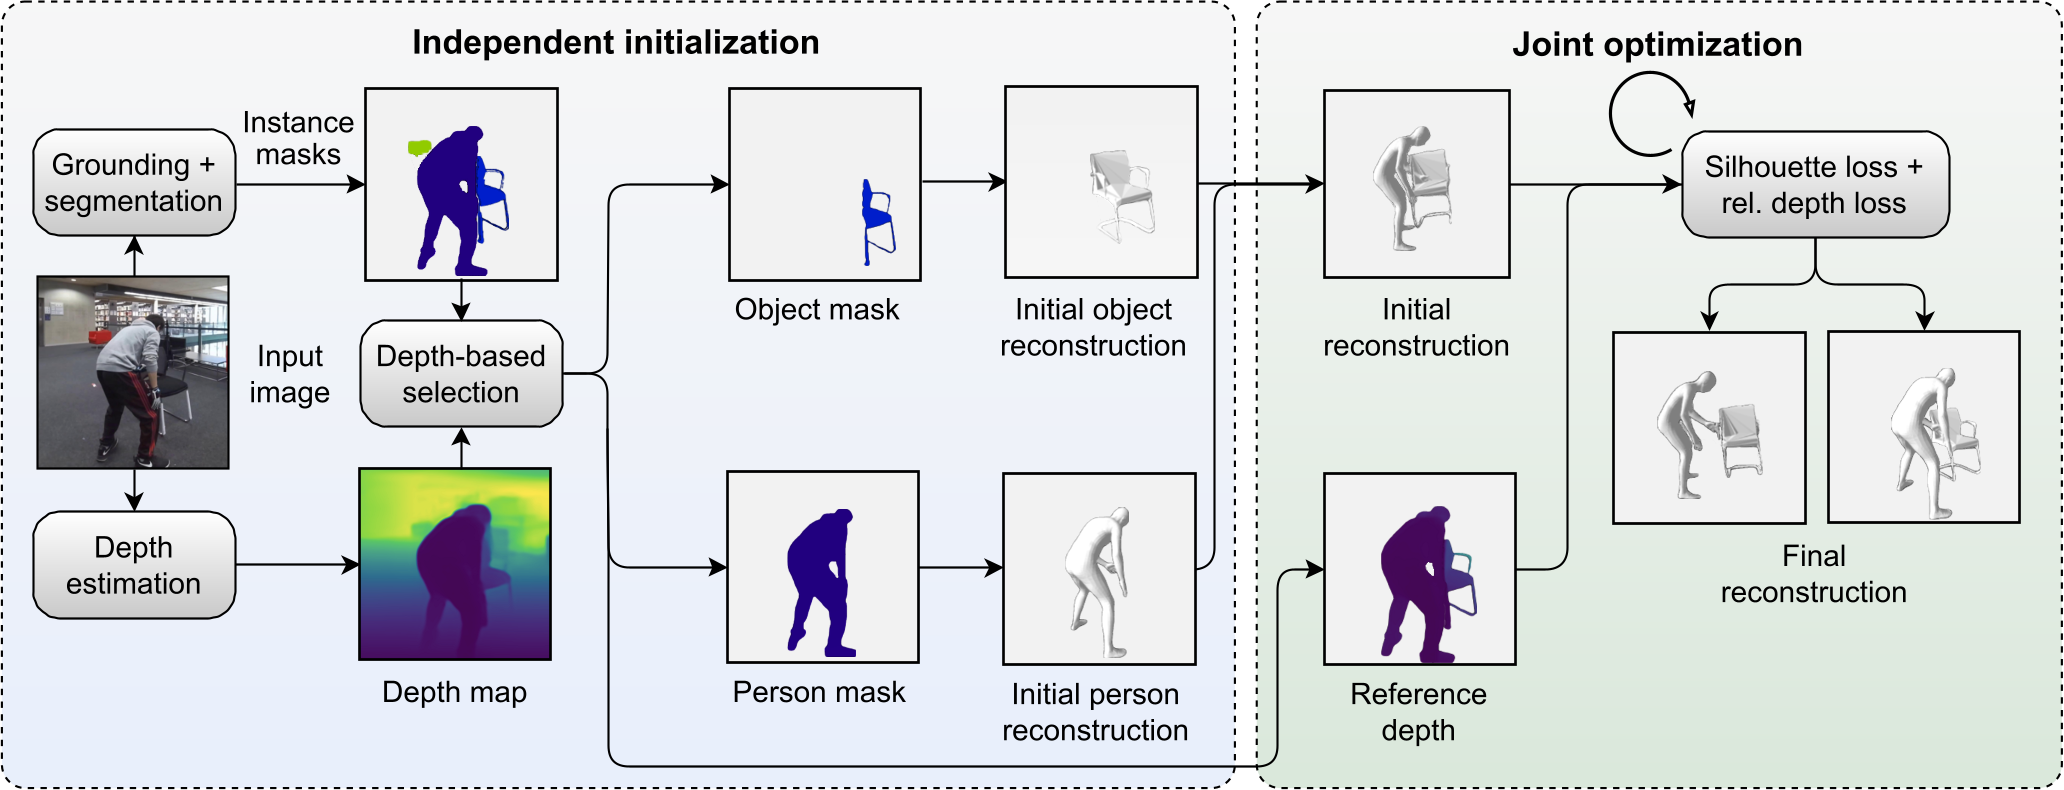 Independent initialization
Instance
masks
Grounding +
segmentation
Input
image
Depth-based
selection
Depth
estimation
Depth map
Object mask
Initial object
reconstruction
Person mask
Initial person
reconstruction
Joint optimization
Silhouette loss +
rel. depth loss
Initial
reconstruction
Reference
depth
Final
reconstruction